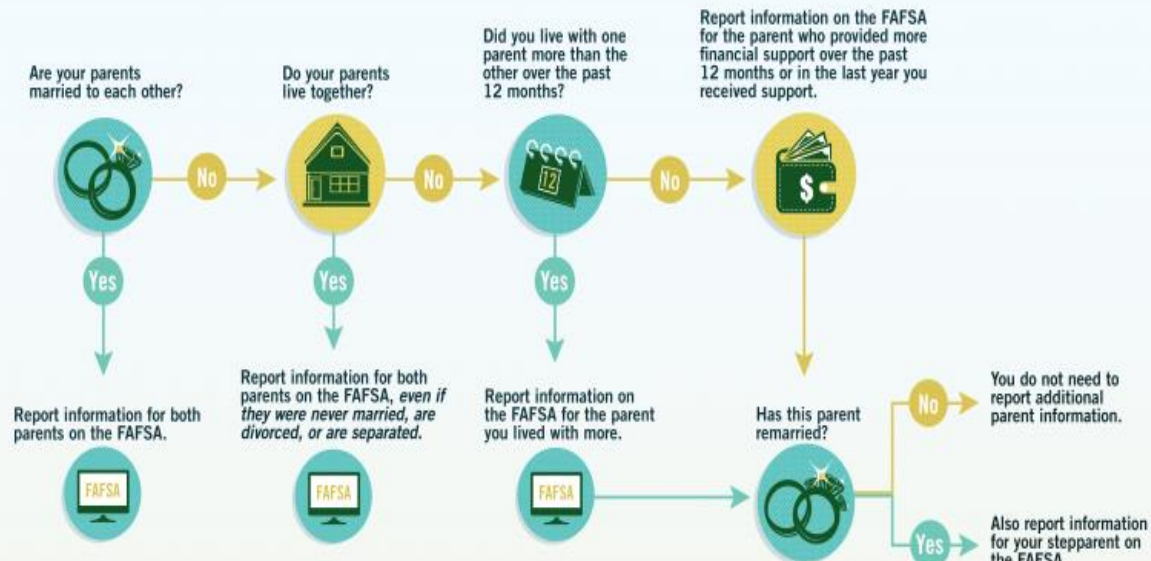 Are your parents
married to each other?
No
Yes
Report information for both
parents on the FAFSA.
FAFSA
Do your parents
live together?
No
Yes
Report information for both
parents on the FAFSA, even if
they were never married, are
divorced, or are separated.
FAFSA
Did you live with one
parent more than the
other over the past
12 months?
12
No
Yes
Report information on
the FAFSA for the parent
you lived with more.
FAFSA
Report information on the FAFSA
for the parent who provided more
financial support over the past
12 months or in the last year you
received support.
$
Has this parent
remarried?
No
You do not need to
report additional
parent information.
Yes
Also report information
for your stepparent on
the FAFSA